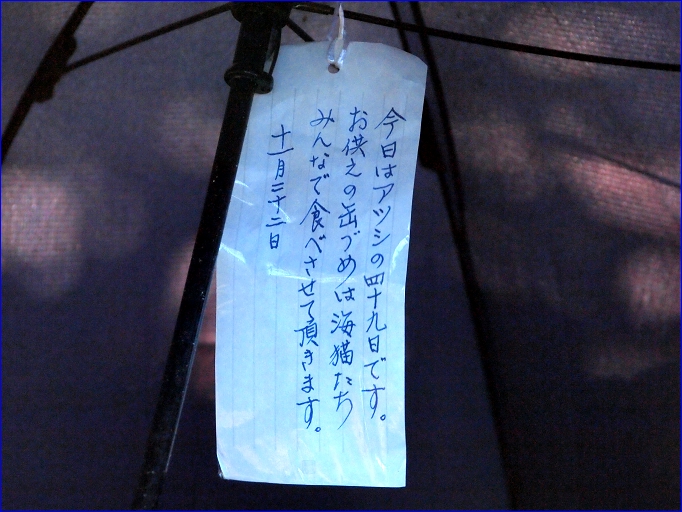 今日はアツシの四十九日です。
お供えの缶づめは海猫たち
みんなで食べさせて頂きます。
十一月二十二日